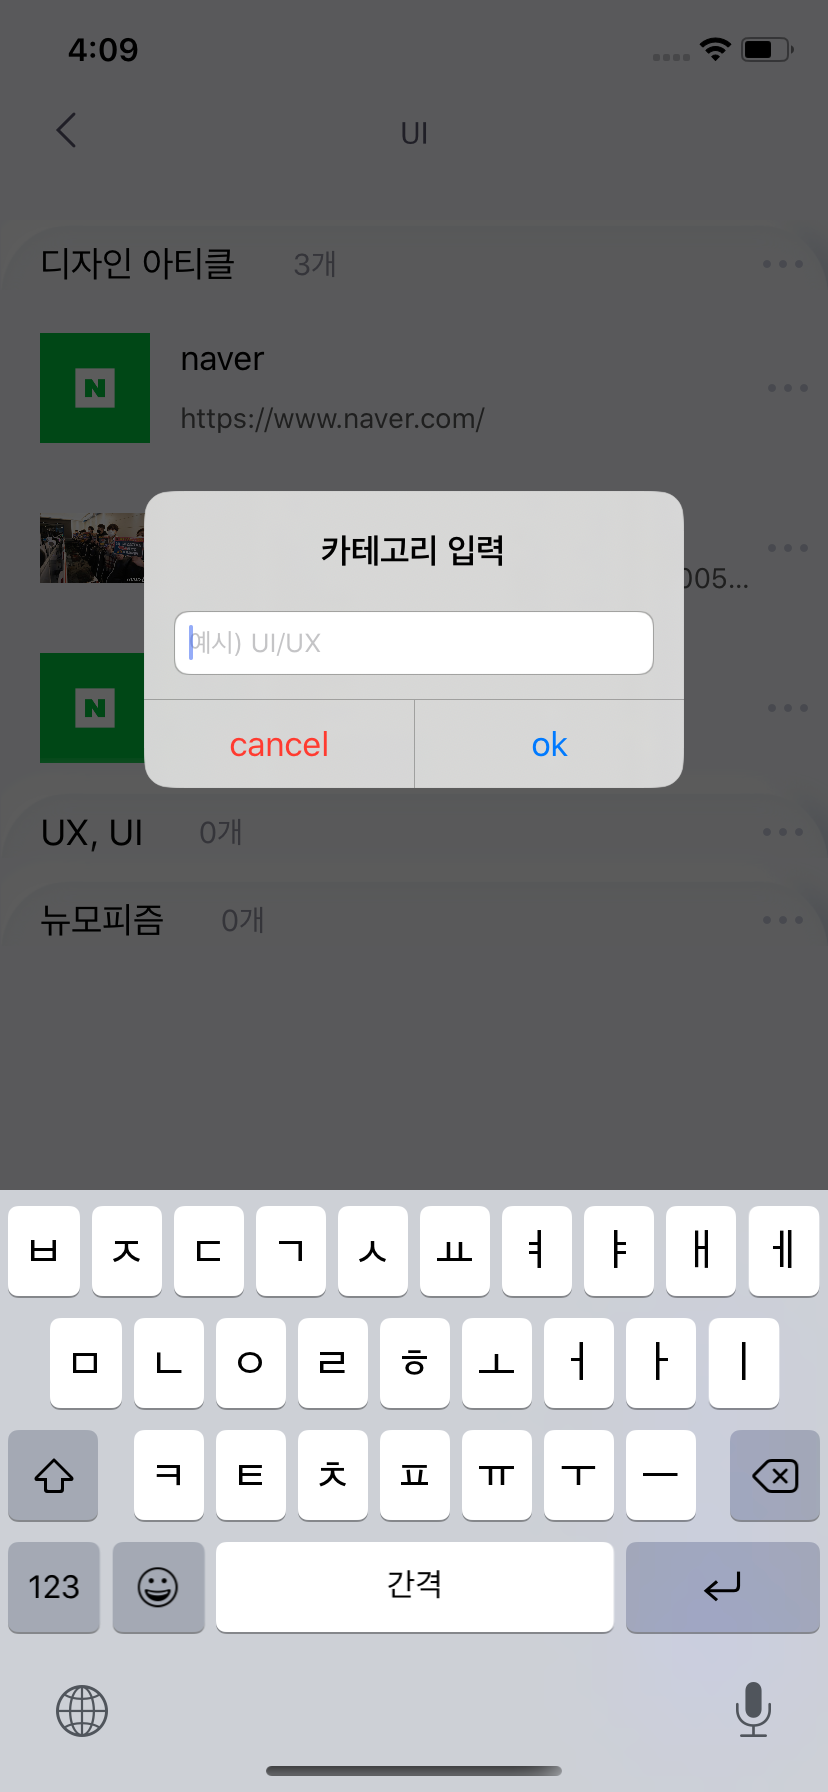 4:09
UI
디자인 아티클 3개
N
naver
https://www.naver.com/
005...
카테고리 입력
예시) UI/UX
cancel ok
N
UX, UI 0개
뉴모피즘 0개
ㅂ ㅈ ㄷ ㄱ ㅅ ㅛ ㅕ ㅑ ㅐ ㅔ
ㅁ ㄴ ㅇ ㄹ ㅎ ㅗ ㅓ ㅏ ㅣ
ㅋ ㅌ ㅊ ㅍ ㅠ ㅜ ㅡ
123 간격